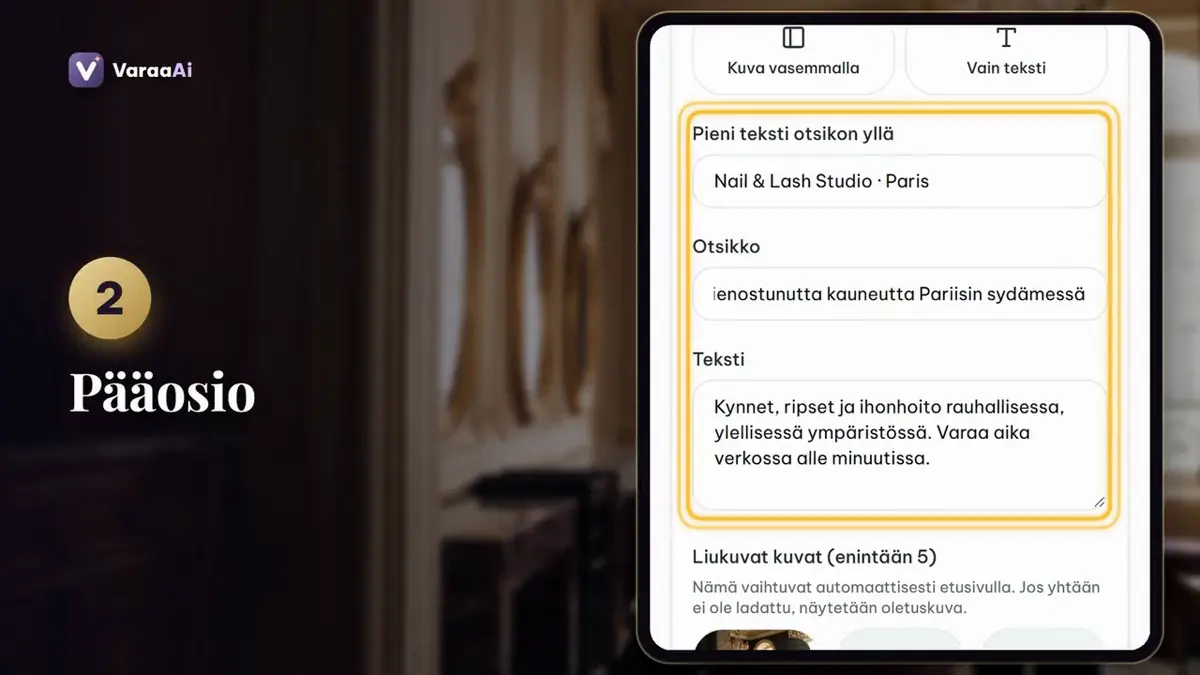 VaraaAi
2
Pääosio
Kuva vasemmalla
Vain teksti
Pieni teksti otsikon yllä
Nail & Lash Studio · Paris
Otsikko
ienostunutta kauneutta Pariisin sydämessä
Teksti
Kynnet, ripset ja ihonhoito rauhallisessa,
ylellisessä ympäristössä. Varaa aika
verkossa alle minuutissa.
Liukuvat kuvat (enintään 5)
Nämä vaihtuvat automaattisesti etusivulla. Jos yhtään
ei ole ladattu, näytetään oletuskuva.